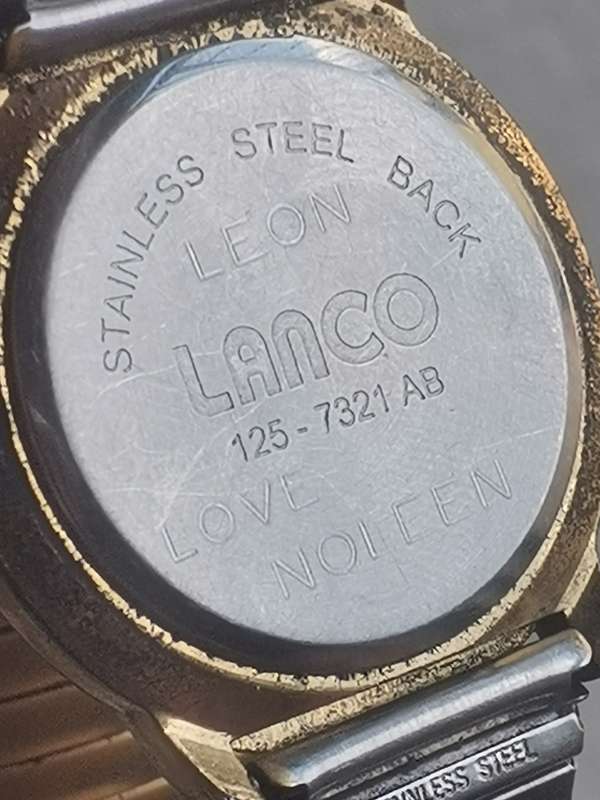 STAINLESS STEEL BACK
LEON
LANCO
125-7321 AB
LOVE
NOLEEN
STAINLESS STEEL